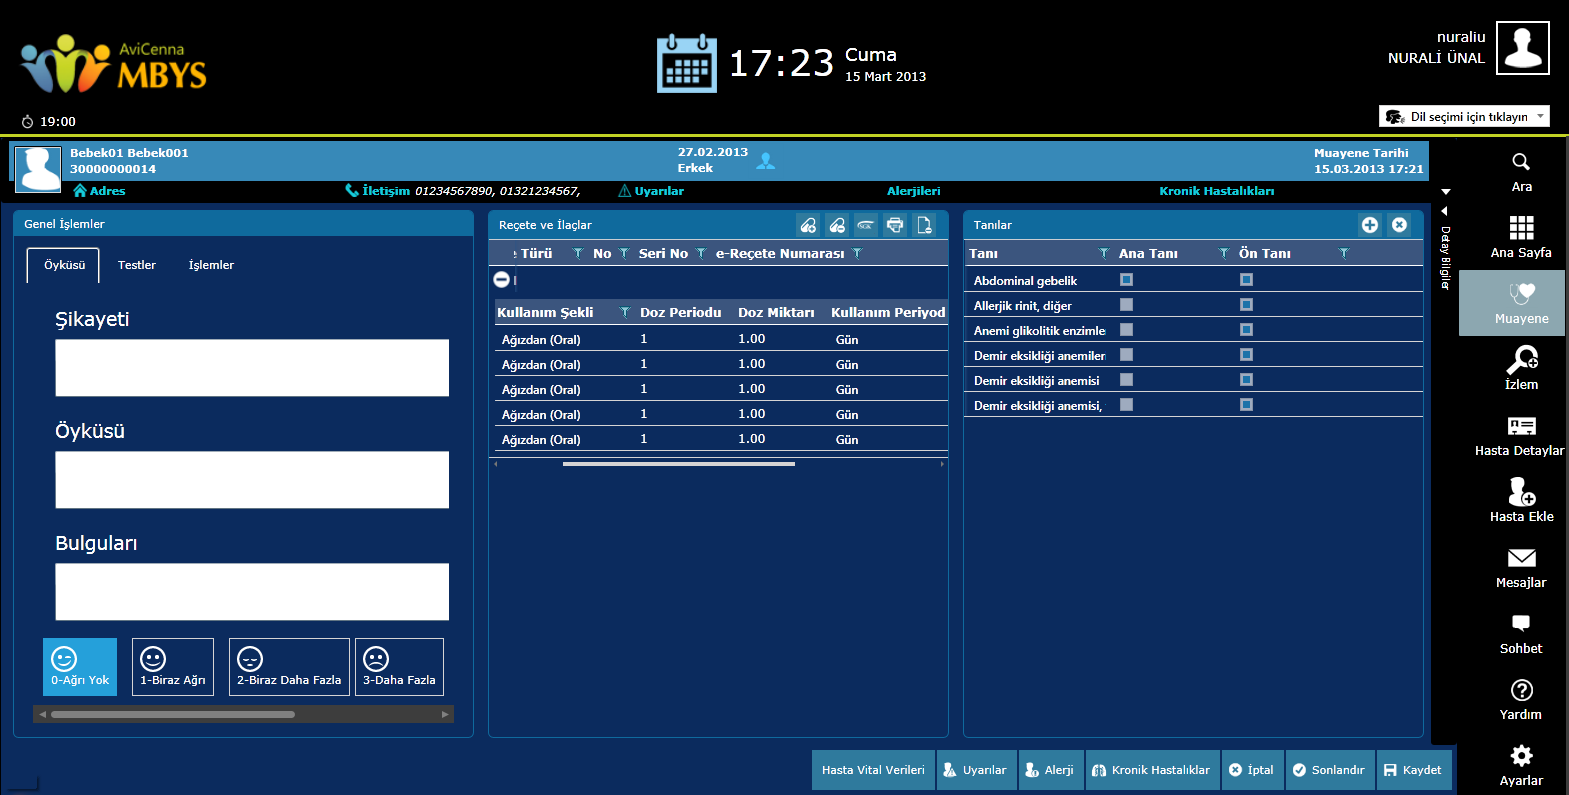 AviCenna
MBYS
17:23
Cuma
15 Mart 2013
nuraliu
NURALİ ÜNAL
19:00
Dil seçimi için tıklayın
Bebek01 Bebek001
30000000014
27.02.2013
Erkek
Muayene Tarihi
15.03.2013 17:21
Adres
İletişim 01234567890, 01321234567,
Uyarılar
Alerjileri
Kronik Hastalıkları
Genel İşlemler
Öyküsü Testler İşlemler
Şikayeti
Öyküsü
Bulguları
0-Ağrı Yok
1-Biraz Ağrı
2-Biraz Daha Fazla
3-Daha Fazla
Reçete ve İlaçlar
Türü No Seri No e-Reçete Numarası
Kullanım Şekli Doz Periodu Doz Miktarı Kullanım Periyod
Ağızdan (Oral) 1 1.00 Gün
Ağızdan (Oral) 1 1.00 Gün
Ağızdan (Oral) 1 1.00 Gün
Ağızdan (Oral) 1 1.00 Gün
Ağızdan (Oral) 1 1.00 Gün
Tanılar
Tanı Ana Tanı Ön Tanı
Abdominal gebelik
Allerjik rinit, diğer
Anemi glikolitik enzimle
Demir eksikliği anemileri
Demir eksikliği anemisi
Demir eksikliği anemisi,
Detay Bilgiler
Ara
Ana Sayfa
Muayene
İzlem
Hasta Detaylar
Hasta Ekle
Mesajlar
Sohbet
Yardım
Ayarlar
Hasta Vital Verileri
Uyarılar
Alerji
Kronik Hastalıklar
İptal
Sonlandır
Kaydet